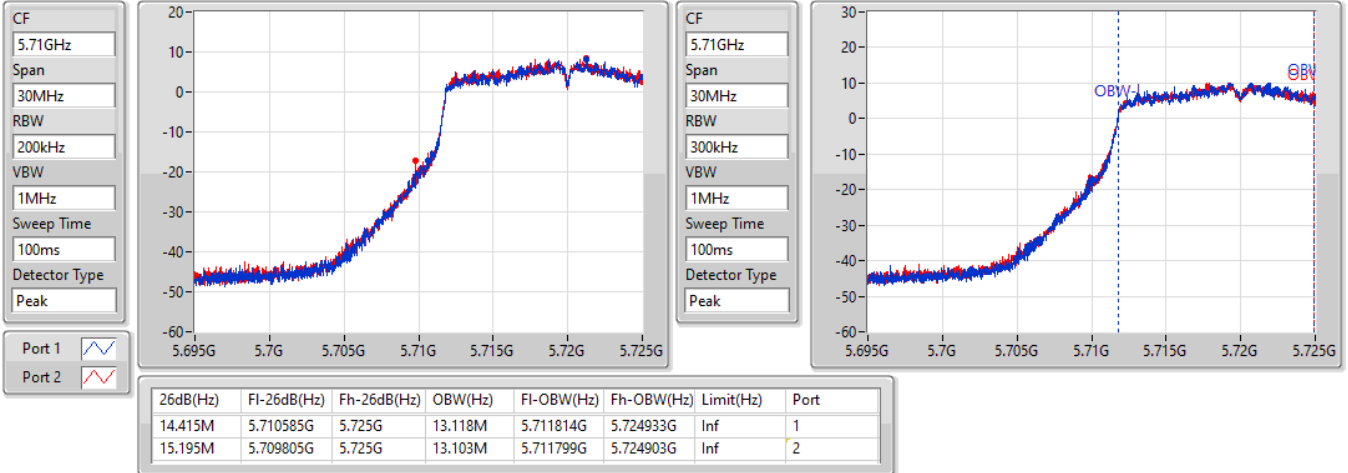 CF
5.71GHz
Span
30MHz
RBW
200kHz
VBW
1MHz
Sweep Time
100ms
Detector Type
Peak
Port 1
Port 2
20
10
0
-10
-20
-30
-40
-50
-60
5.695G 5.7G 5.705G 5.71G 5.715G 5.72G 5.725G
CF
5.71GHz
Span
30MHz
RBW
300kHz
VBW
1MHz
Sweep Time
100ms
Detector Type
Peak
30
20
10
0
-10
-20
-30
-40
-50
-60
5.695G 5.7G 5.705G 5.71G 5.715G 5.72G 5.725G
26dB(Hz) Fl-26dB(Hz) Fh-26dB(Hz) OBW(Hz) Fl-OBW(Hz) Fh-OBW(Hz) Limit(Hz) Port
14.415M 5.710585G 5.725G 13.118M 5.711814G 5.724933G Inf 1
15.195M 5.709805G 5.725G 13.103M 5.711799G 5.724903G Inf 2